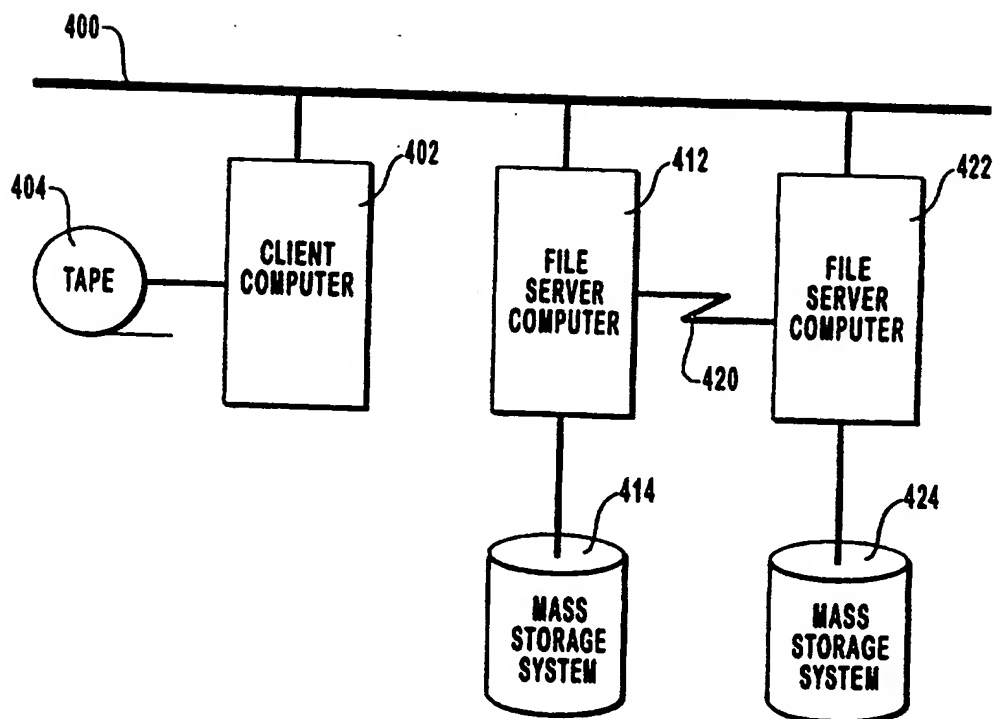 400
402
412
422
404
TAPE
CLIENT
COMPUTER
FILE
SERVER
COMPUTER
FILE
SERVER
COMPUTER
420
414
424
MASS
STORAGE
SYSTEM
MASS
STORAGE
SYSTEM